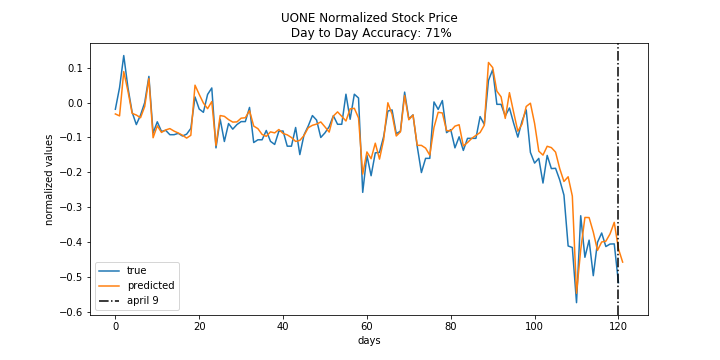 UONE Normalized Stock Price
Day to Day Accuracy: 71%
normalized values
0.1
0.0
−0.1
−0.2
−0.3
−0.4
−0.5
−0.6
true
predicted
april 9
0 20 40 60 80 100 120
days